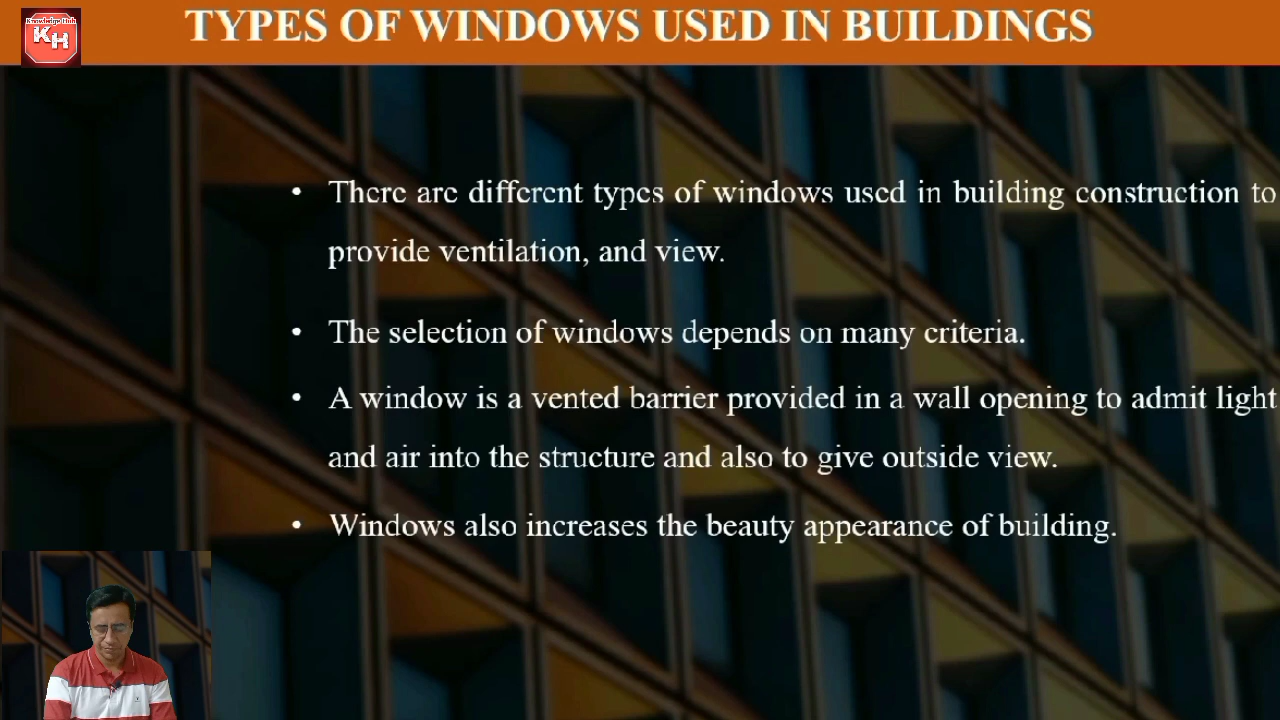 Knowledge Hub
KH
TYPES OF WINDOWS USED IN BUILDINGS
• There are different types of windows used in building construction to
provide ventilation, and view.
• The selection of windows depends on many criteria.
• A window is a vented barrier provided in a wall opening to admit light
and air into the structure and also to give outside view.
• Windows also increases the beauty appearance of building.